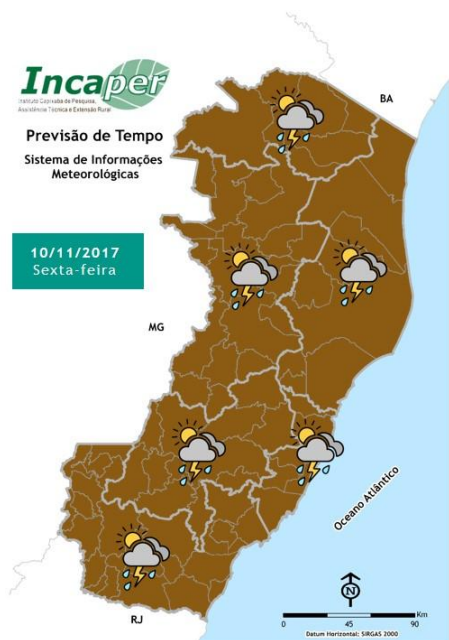 Incaper
Instituto Capixaba de Pesquisa,
Assistência Técnica e Extensão Rural
Previsão de Tempo
Sistema de Informações
Meteorológicas
10/11/2017
Sexta-feira
BA
MG
Oceano Atlântico
RJ
N
Km
0 45 90
Datum Horizontal: SIRGAS 2000